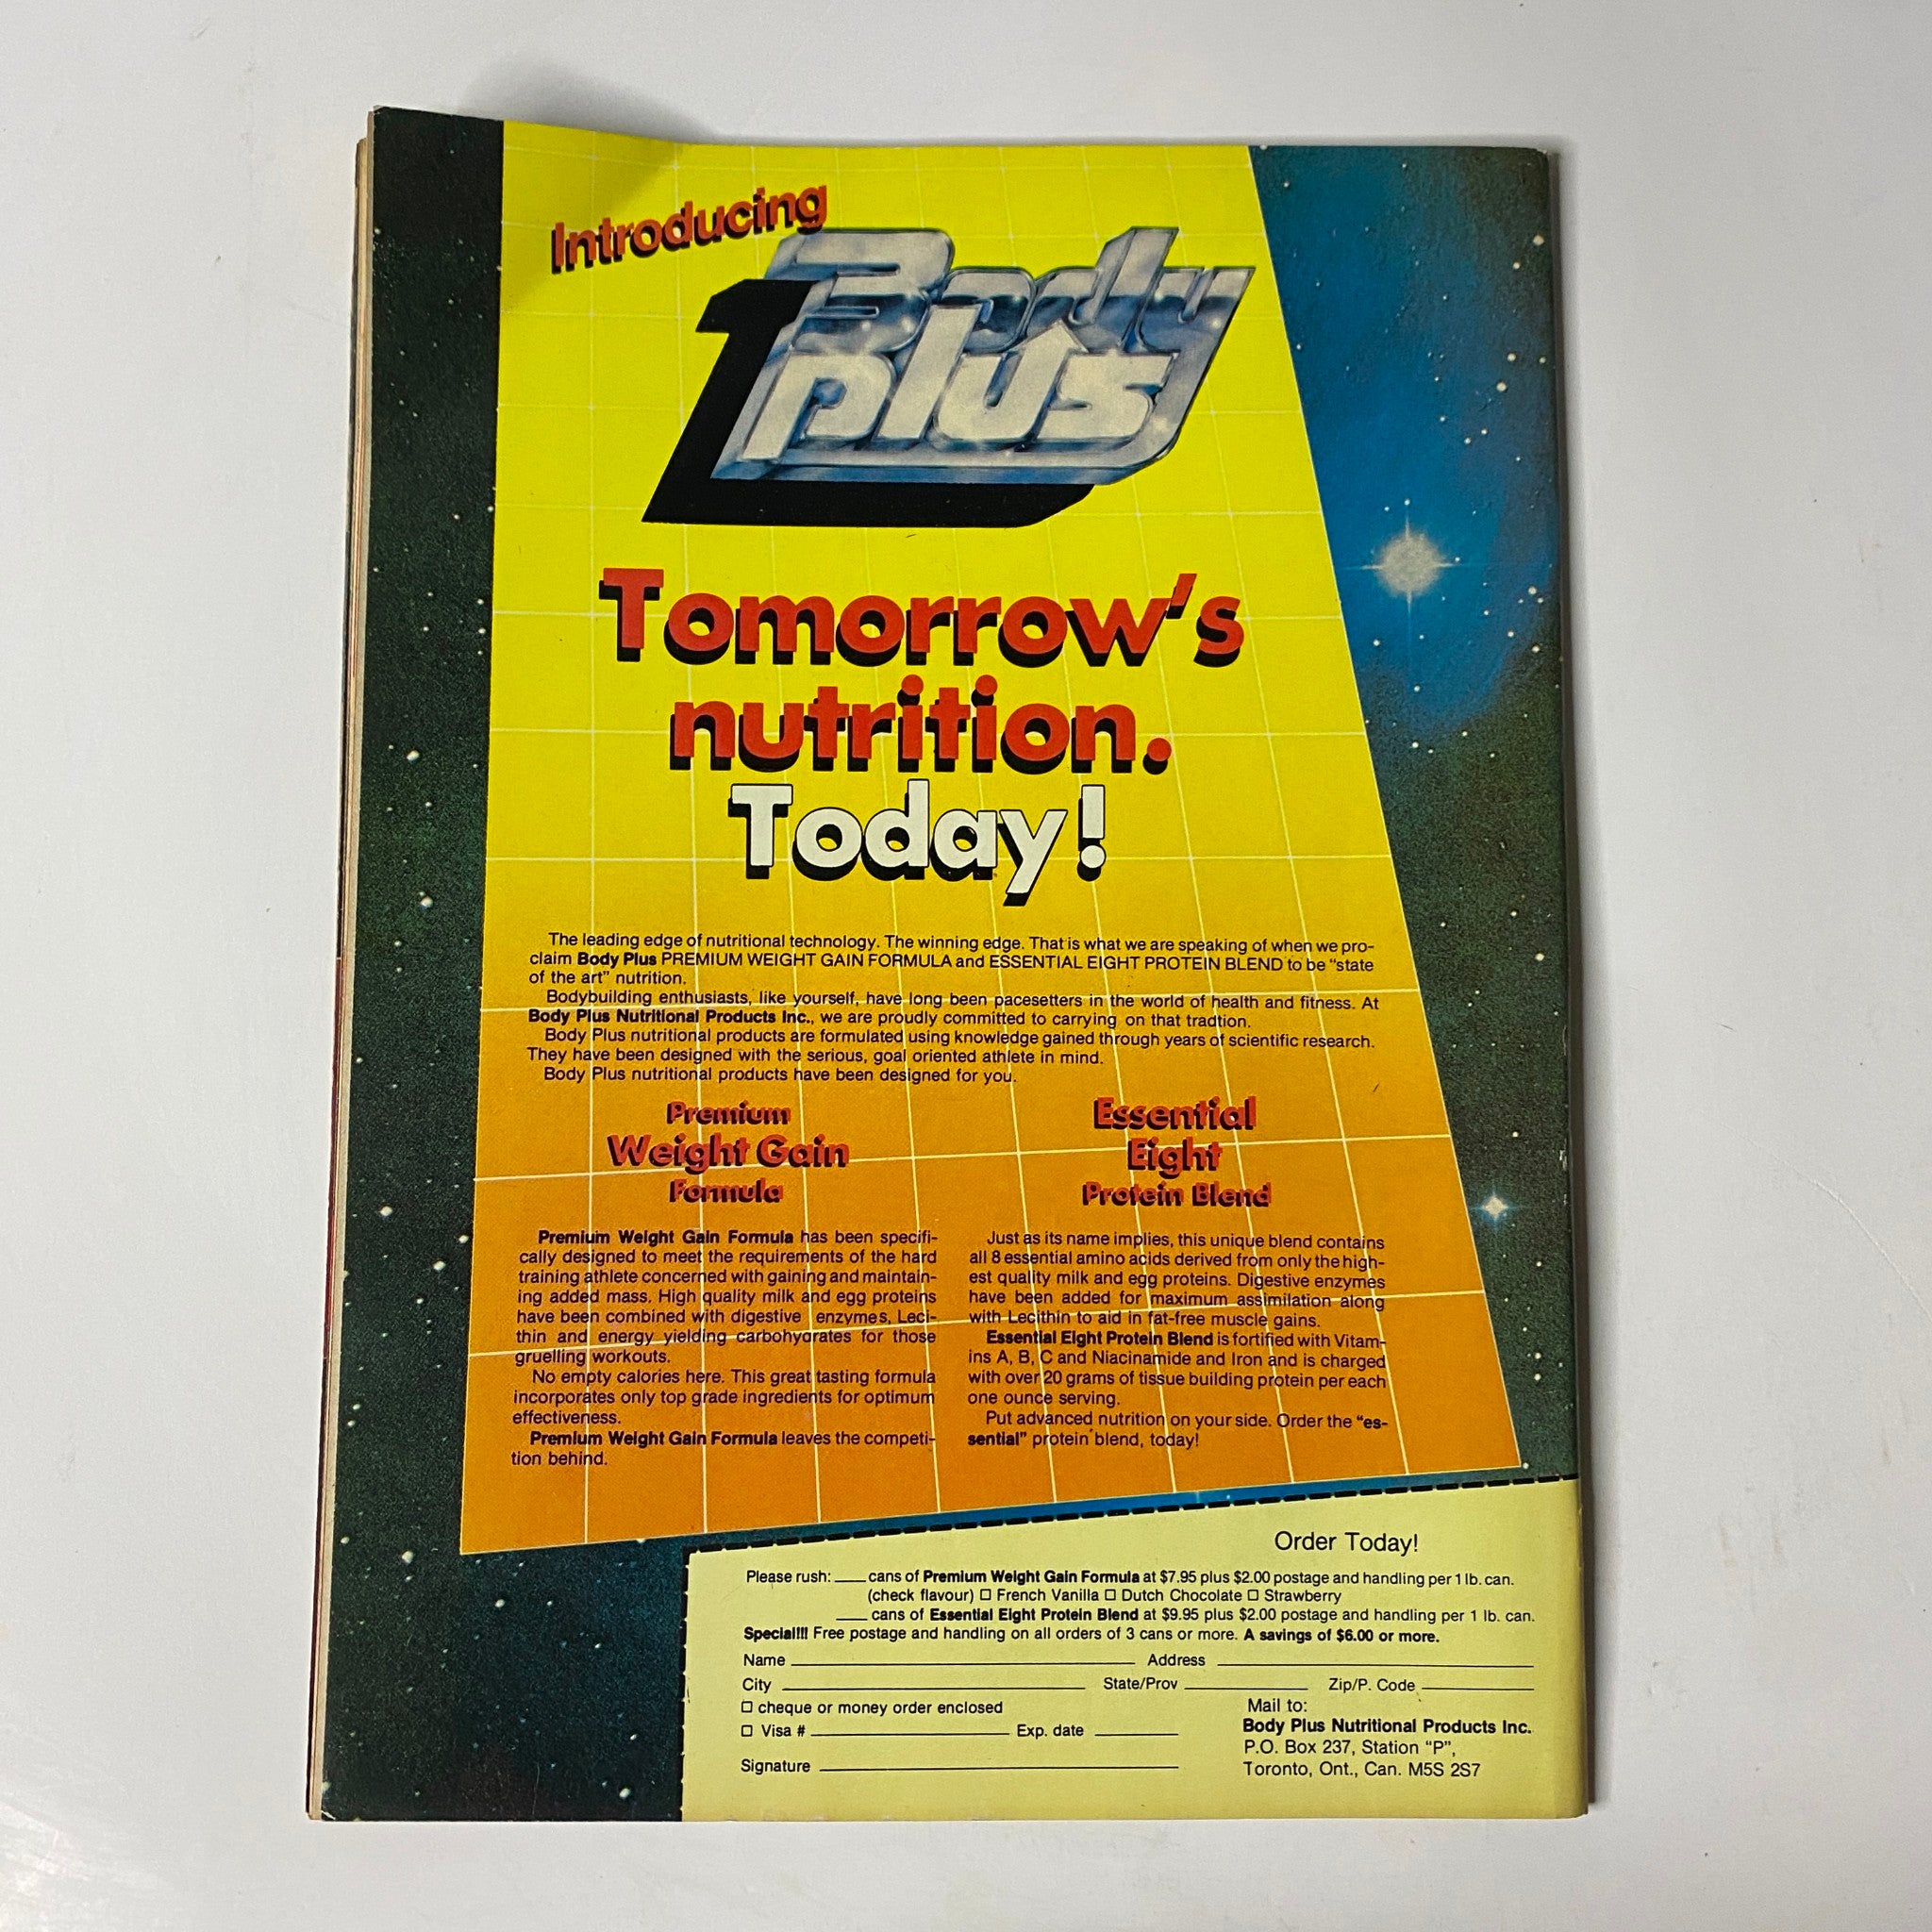 Introducing
Body
plus
Tomorrow's
nutrition.
Today!
The leading edge of nutritional technology. The winning edge. That is what we are speaking of when we pro-
claim Body Plus PREMIUM WEIGHT GAIN FORMULA and ESSENTIAL EIGHT PROTEIN BLEND to be "state
of the art" nutrition.
Bodybuilding enthusiasts, like yourself, have long been pacesetters in the world of health and fitness. At
Body Plus Nutritional Products Inc., we are proudly committed to carrying on that tradtion.
Body Plus nutritional products are formulated using knowledge gained through years of scientific research.
They have been designed with the serious, goal oriented athlete in mind.
Body Plus nutritional products have been designed for you.
Premium
Weight Gain
Formula
Premium Weight Gain Formula has been specifi-
cally designed to meet the requirements of the hard
training athlete concerned with gaining and maintain-
ing added mass. High quality milk and egg proteins
have been combined with digestive enzymes, Leci-
thin and energy yielding carbohydrates for those
gruelling workouts.
No empty calories here. This great tasting formula
incorporates only top grade ingredients for optimum
effectiveness.
Premium Weight Gain Formula leaves the competi-
tion behind.
Essential
Eight
Protein Blend
Just as its name implies, this unique blend contains
all 8 essential amino acids derived from only the high-
est quality milk and egg proteins. Digestive enzymes
have been added for maximum assimilation along
with Lecithin to aid in fat-free muscle gains.
Essential Eight Protein Blend is fortified with Vitam-
ins A, B, C and Niacinamide and Iron and is charged
with over 20 grams of tissue building protein per each
one ounce serving.
Put advanced nutrition on your side. Order the "es-
sential" protein blend, today!
Order Today!
Please rush: ___ cans of Premium Weight Gain Formula at $7.95 plus $2.00 postage and handling per 1 lb. can.
(check flavour) □ French Vanilla □ Dutch Chocolate □ Strawberry
___ cans of Essential Eight Protein Blend at $9.95 plus $2.00 postage and handling per 1 lb. can.
Special!!! Free postage and handling on all orders of 3 cans or more. A savings of $6.00 or more.
Name ___ Address ___
City ___ State/Prov ___ Zip/P. Code ___
□ cheque or money order enclosed
□ Visa # ___ Exp. date ___
Signature ___
Mail to:
Body Plus Nutritional Products Inc.
P.O. Box 237, Station "P",
Toronto, Ont., Can. M5S 2S7